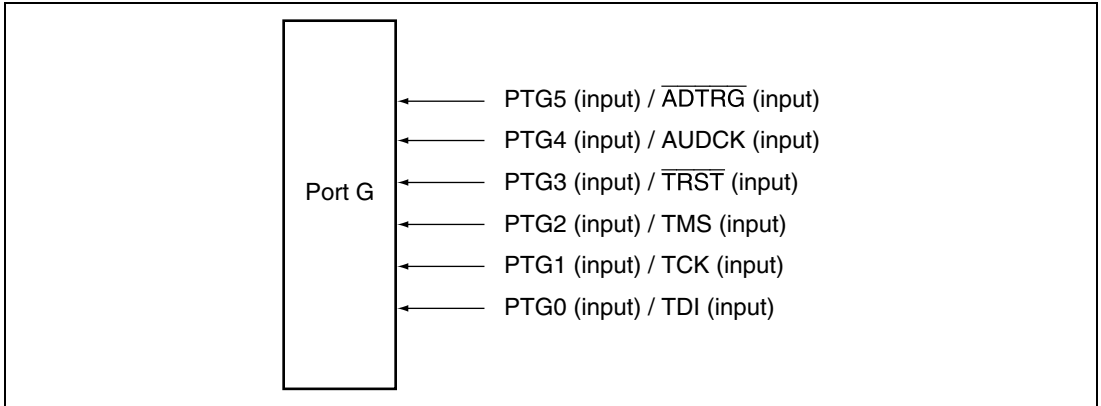 PTG5 (input) / ADTRG (input)
PTG4 (input) / AUDCK (input)
Port G
PTG3 (input) / TRST (input)
PTG2 (input) / TMS (input)
PTG1 (input) / TCK (input)
PTG0 (input) / TDI (input)